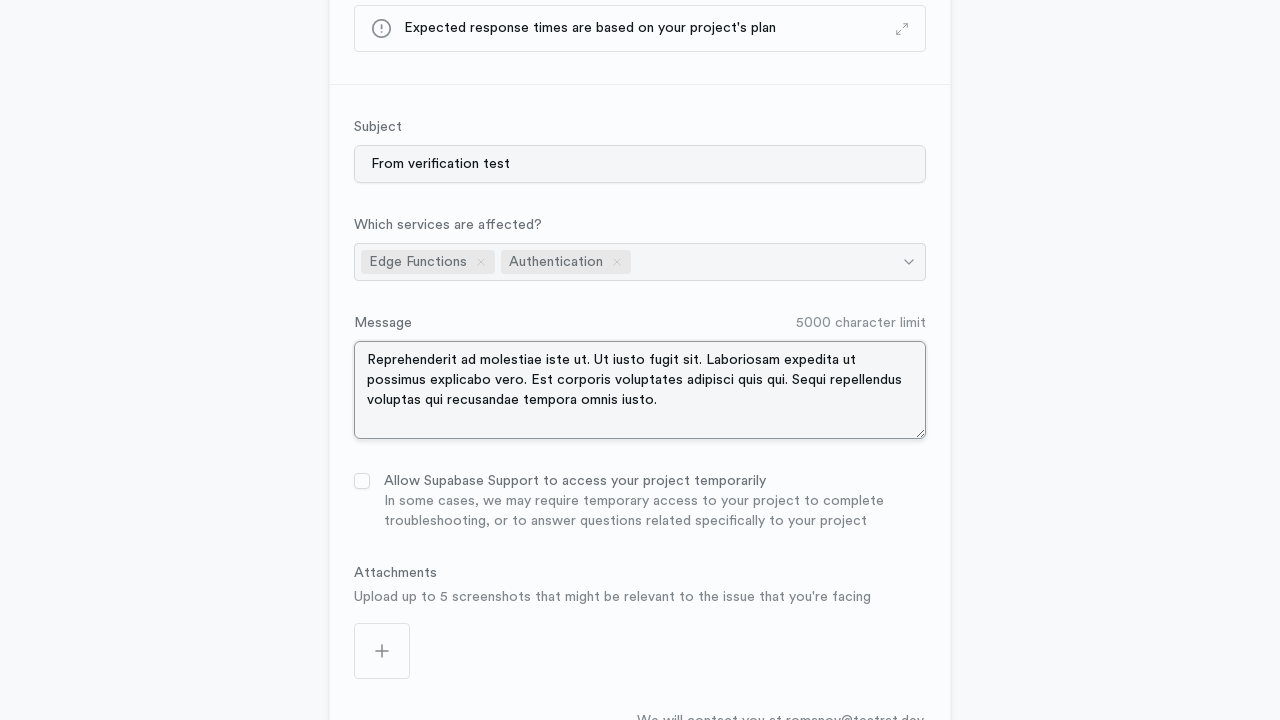 Expected response times are based on your project's plan
Subject
From verification test
Which services are affected?
Edge Functions Authentication
Message 5000 character limit
Reprehenderit ad molestiae iste ut. Ut iusto fugit sit. Laboriosam expedita ut
possimus explicabo vero. Est corporis voluptates adipisci quis qui. Sequi repellendus
voluptas qui recusandae tempora omnis iusto.
Allow Supabase Support to access your project temporarily
In some cases, we may require temporary access to your project to complete
troubleshooting, or to answer questions related specifically to your project
Attachments
Upload up to 5 screenshots that might be relevant to the issue that you're facing
We will contact you at